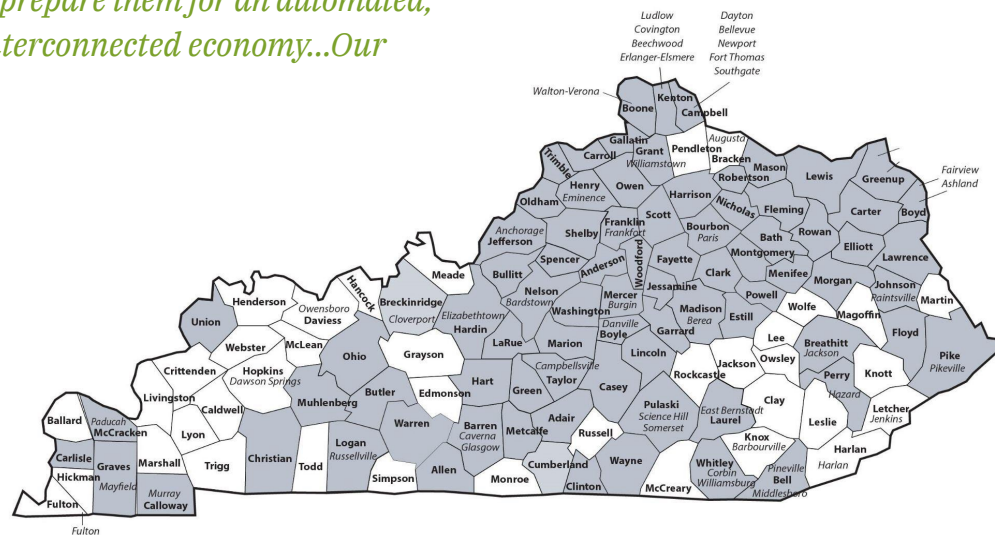 prepare them for an automated,
terconnected economy...Our
Ludlow
Covington
Beechwood
Erlanger-Elsmere
Dayton
Bellevue
Newport
Fort Thomas
Southgate
Walton-Verona
Kenton
Boone
Campbell
Gallatin
Pendleton
Augusta
Bracken
Carroll
Grant
Williamstown
Trimble
Mason
Robertson
Lewis
Greenup
Fairview
Ashland
Henry
Eminence
Owen
Harrison
Nicholas
Fleming
Carter
Boyd
Oldham
Franklin
Frankfort
Scott
Bourbon
Paris
Rowan
Anchorage
Jefferson
Shelby
Bath
Elliott
Montgomery
Lawrence
Spencer
Anderson
Woodford
Fayette
Clark
Menifee
Morgan
Johnson
Paintsville
Martin
Meade
Bullitt
Hancock
Breckinridge
Cloverport
Nelson
Bardstown
Mercer
Burgin
Jessamine
Madison
Berea
Powell
Estill
Wolfe
Magoffin
Henderson
Owensboro
Daviess
Elizabethtown
Hardin
Washington
Danville
Boyle
Garrard
Lee
Floyd
Union
McLean
LaRue
Marion
Lincoln
Breathitt
Jackson
Pike
Pikeville
Webster
Ohio
Grayson
Rockcastle
Jackson
Owsley
Knott
Crittenden
Hopkins
Dawson Springs
Campbellsville
Taylor
Hart
Green
Casey
Perry
Hazard
Livingston
Caldwell
Muhlenberg
Butler
Edmonson
Pulaski
Science Hill
Somerset
East Bernstadt
Laurel
Clay
Leslie
Letcher
Jenkins
Ballard
Paducah
McCracken
Lyon
Warren
Barren
Caverna
Glasgow
Metcalfe
Adair
Russell
Knox
Barbourville
Harlan
Harlan
Carlisle
Graves
Mayfield
Marshall
Trigg
Christian
Todd
Logan
Russellville
Simpson
Allen
Monroe
Cumberland
Clinton
Wayne
McCreary
Whitley
Corbin
Williamsburg
Pineville
Bell
Middlesboro
Hickman
Fulton
Murray
Calloway
Fulton